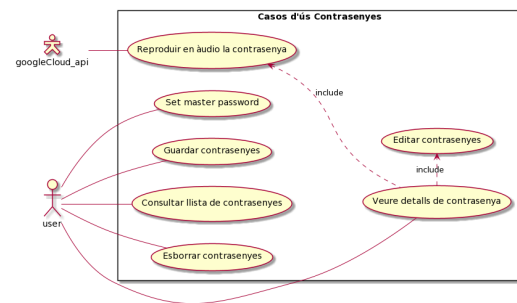 Casos d'ús Contrasenyes
Reproduir en àudio la contrasenya
googleCloud_api
include
Set master password
Editar contrasenyes
Guardar contrasenyes
include
Consultar llista de contrasenyes
Veure detalls de contrasenya
user
Esborrar contrasenyes